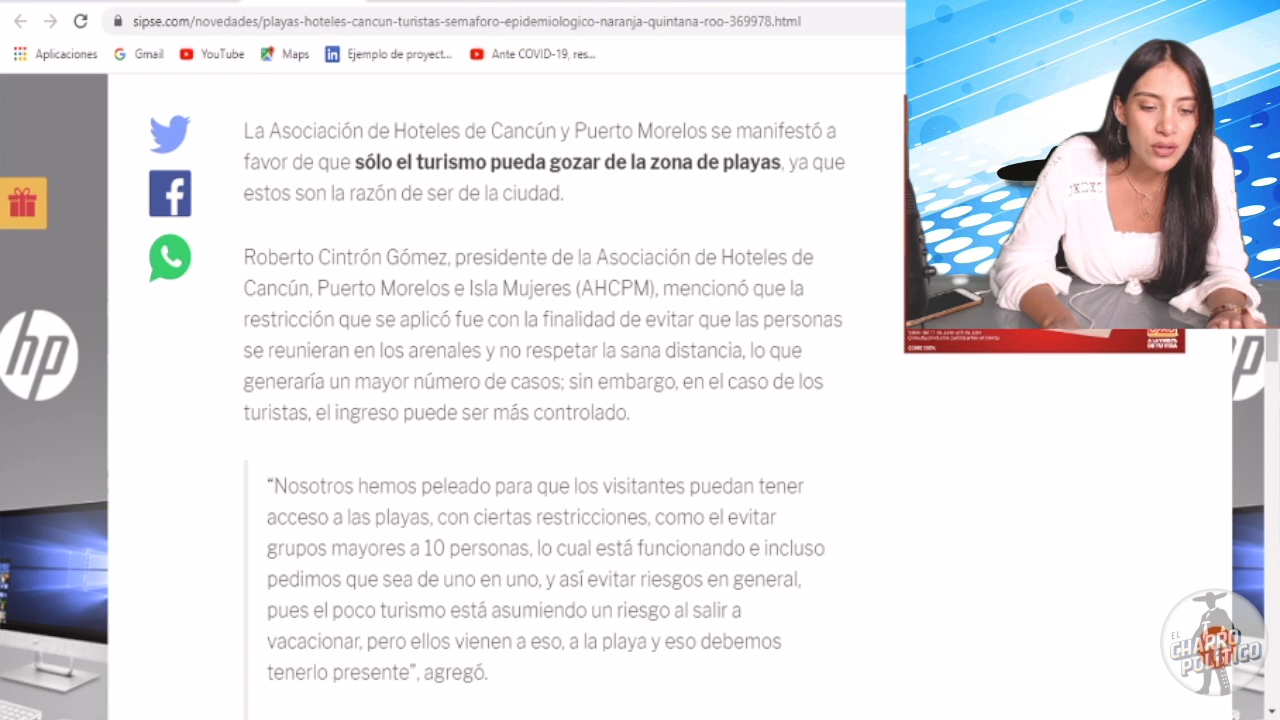 sipse.com/novedades/playas-hoteles-cancun-turistas-semaforo-epidemiologico-naranja-quintana-roo-369978.html
Aplicaciones
Gmail
YouTube
Maps
Ejemplo de proyect...
Ante COVID-19, res...
La Asociación de Hoteles de Cancún y Puerto Morelos se manifestó a
favor de que sólo el turismo pueda gozar de la zona de playas, ya que
estos son la razón de ser de la ciudad.
Roberto Cintrón Gómez, presidente de la Asociación de Hoteles de
Cancún, Puerto Morelos e Isla Mujeres (AHCPM), mencionó que la
restricción que se aplicó fue con la finalidad de evitar que las personas
se reunieran en los arenales y no respetar la sana distancia, lo que
generaría un mayor número de casos; sin embargo, en el caso de los
turistas, el ingreso puede ser más controlado.
“Nosotros hemos peleado para que los visitantes puedan tener
acceso a las playas, con ciertas restricciones, como el evitar
grupos mayores a 10 personas, lo cual está funcionando e incluso
pedimos que sea de uno en uno, y así evitar riesgos en general,
pues el poco turismo está asumiendo un riesgo al salir a
vacacionar, pero ellos vienen a eso, a la playa y eso debemos
tenerlo presente”, agregó.
hp
EL
CHARRO
POLÍTICO